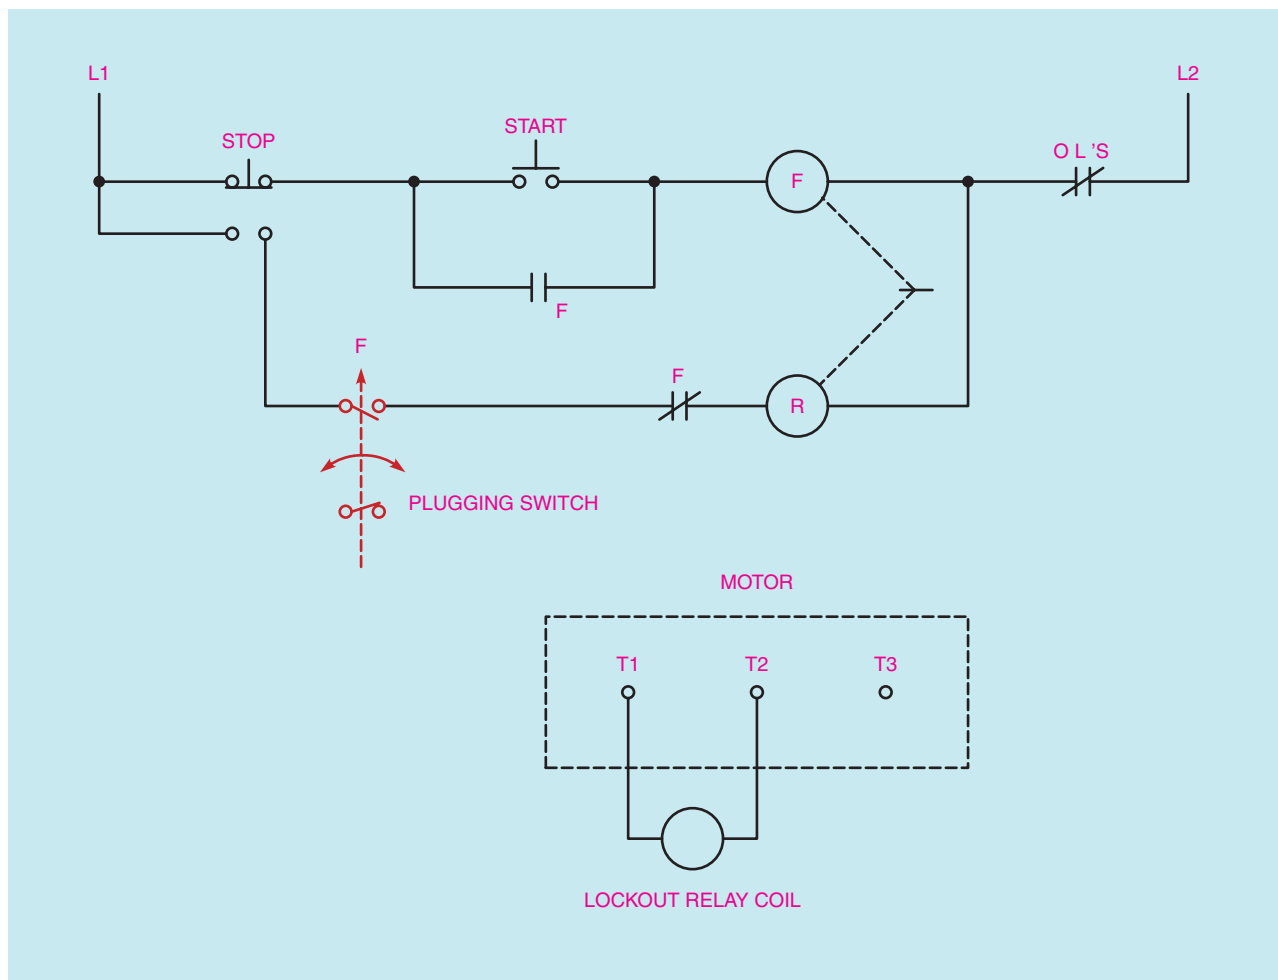 L1
L2
STOP
START
O L 'S
F
F
F
F
R
PLUGGING SWITCH
MOTOR
T1
T2
T3
LOCKOUT RELAY COIL